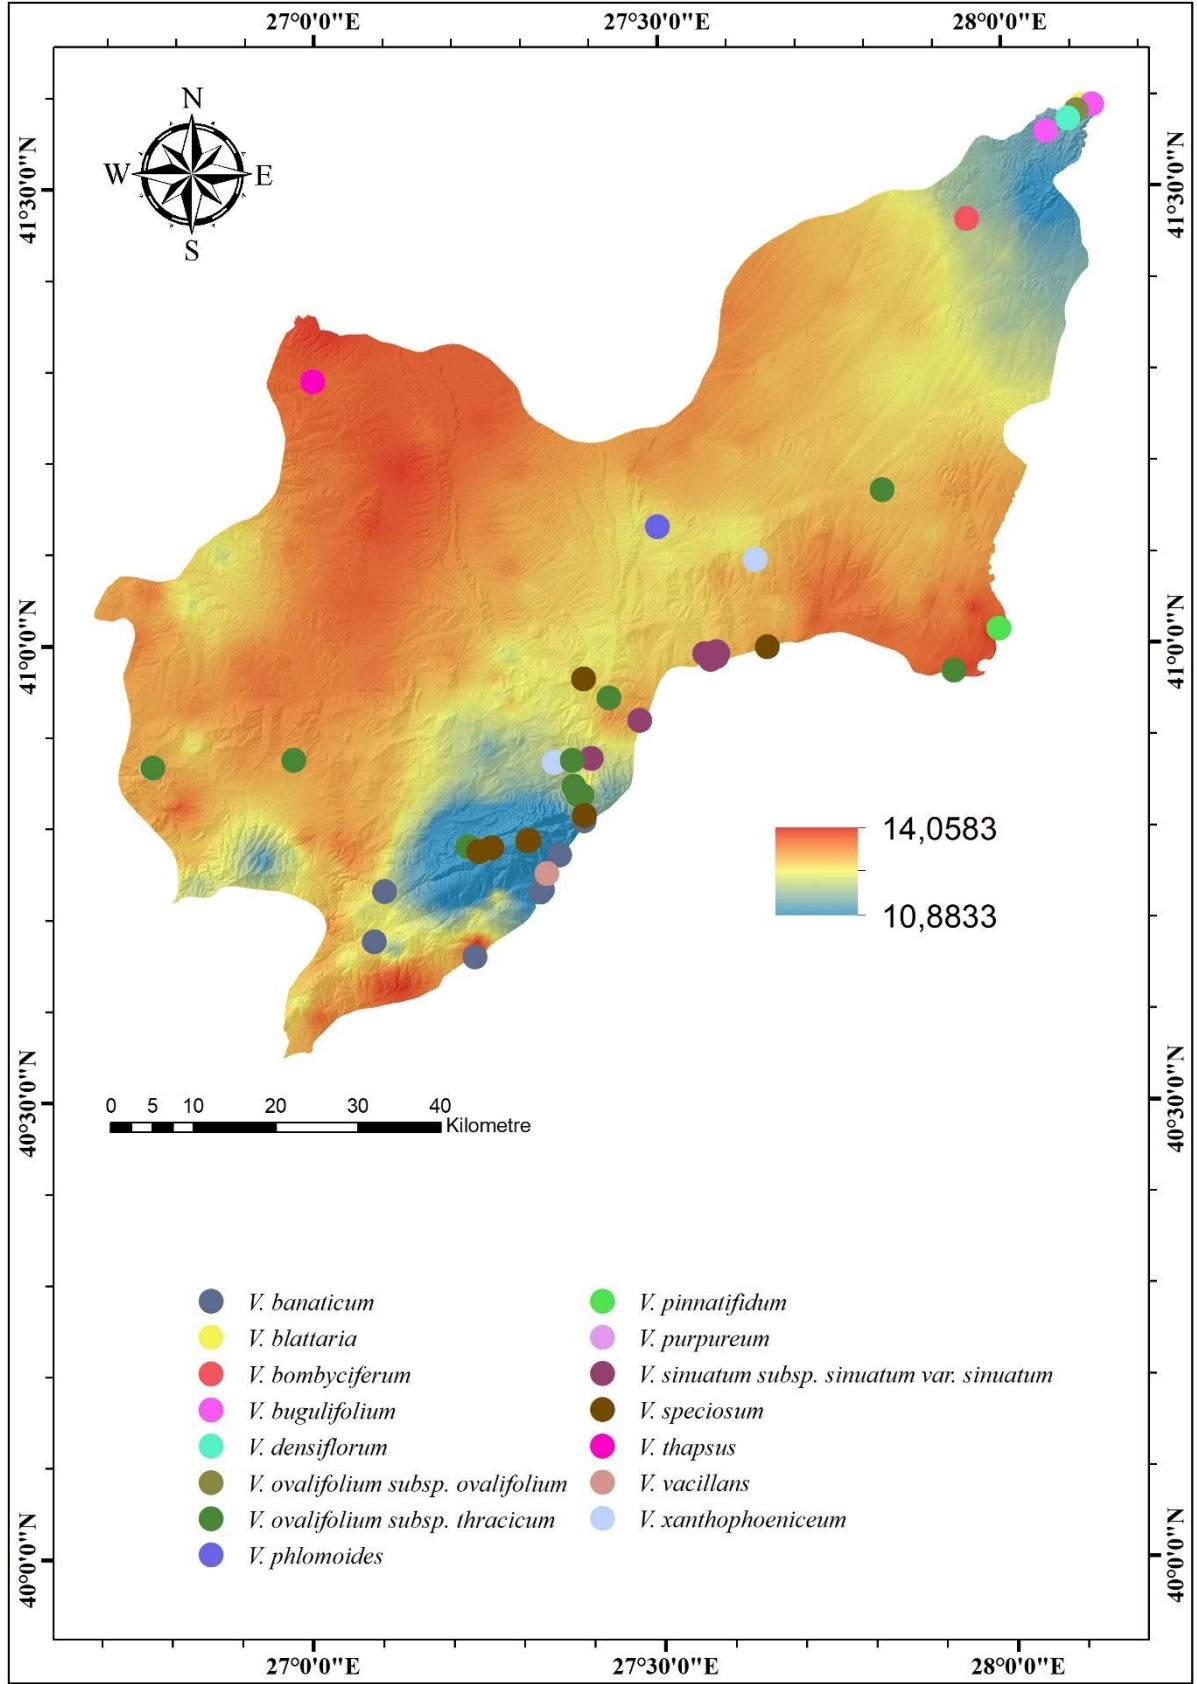 27°0'0"E 27°30'0"E 28°0'0"E
N
W E
S
41°30'0"N 41°30'0"N
41°0'0"N 41°0'0"N
14,0583
10,8833
40°30'0"N 40°30'0"N
0 5 10 20 30 40
Kilometre
V. banaticum
V. blattaria
V. bombyciferum
V. bugulifolium
V. densiflorum
V. ovalifolium subsp. ovalifolium
V. ovalifolium subsp. thracicum
V. phlomoides
V. pinnatifidum
V. purpureum
V. sinuatum subsp. sinuatum var. sinuatum
V. speciosum
V. thapsus
V. vacillans
V. xanthophoeniceum
40°0'0"N 40°0'0"N
27°0'0"E 27°30'0"E 28°0'0"E